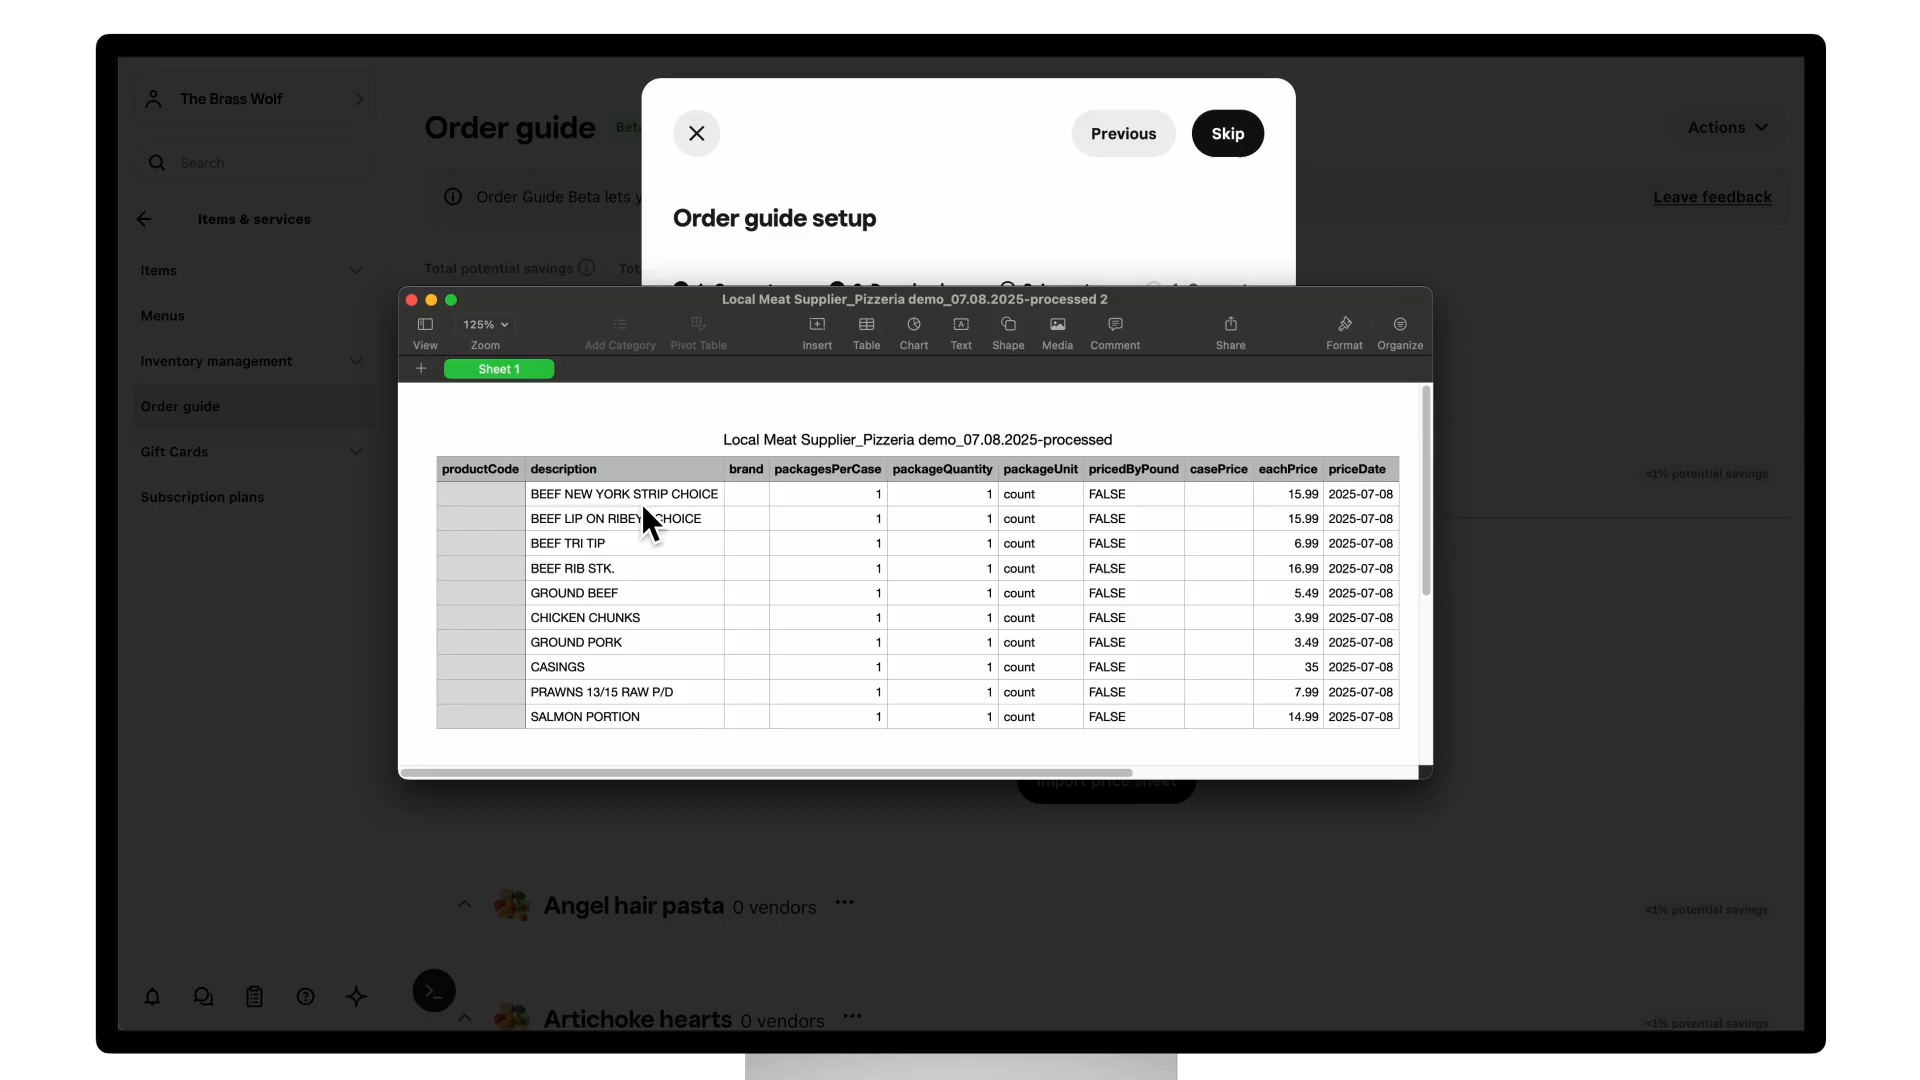 The Brass Wolf
Search
Items & services
Items
Menus
Inventory management
Order guide
Gift Cards
Subscription plans
Order guide Beta
Actions
Order Guide Beta lets
Leave feedback
Total potential savings
Previous
Skip
Order guide setup
Local Meat Supplier_Pizzeria demo_07.08.2025-processed 2
125%
View Zoom Add Category Pivot Table Insert Table Chart Text Shape Media Comment Share Format Organize
Sheet 1
Local Meat Supplier_Pizzeria demo_07.08.2025-processed
productCode description brand packagesPerCase packageQuantity packageUnit pricedByPound casePrice eachPrice priceDate
BEEF NEW YORK STRIP CHOICE 1 1 count FALSE 15.99 2025-07-08
BEEF LIP ON CHOICE 1 1 count FALSE 15.99 2025-07-08
BEEF TRI TIP 1 1 count FALSE 6.99 2025-07-08
BEEF RIB STK. 1 1 count FALSE 16.99 2025-07-08
GROUND BEEF 1 1 count FALSE 5.49 2025-07-08
CHICKEN CHUNKS 1 1 count FALSE 3.99 2025-07-08
GROUND PORK 1 1 count FALSE 3.49 2025-07-08
CASINGS 1 1 count FALSE 35 2025-07-08
PRAWNS 13/15 RAW P/D 1 1 count FALSE 7.99 2025-07-08
SALMON PORTION 1 1 count FALSE 14.99 2025-07-08
<1% potential savings
Import price sheet
Angel hair pasta 0 vendors
<1% potential savings
Artichoke hearts 0 vendors
<1% potential savings